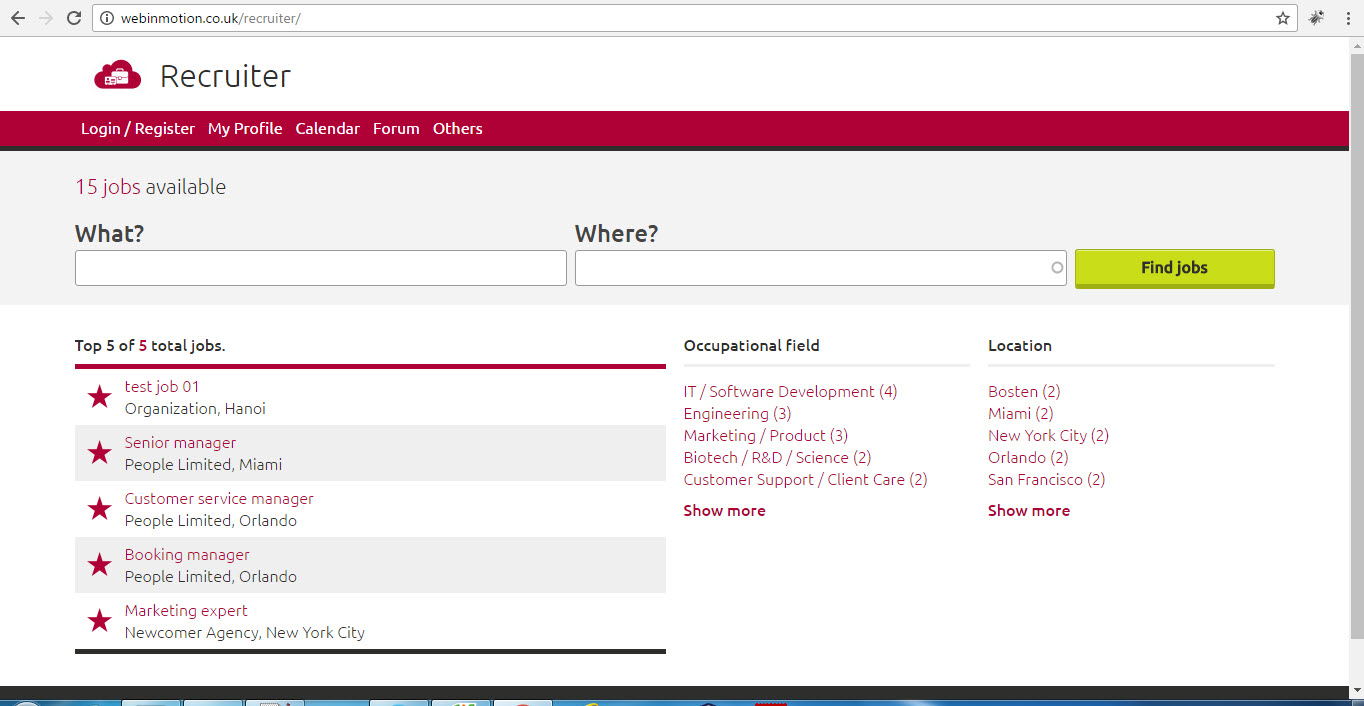 webinmotion.co.uk/recruiter/
Recruiter
Login / Register My Profile Calendar Forum Others
15 jobs available
What?
Where?
Find jobs
Top 5 of 5 total jobs.
test job 01
Organization, Hanoi
Senior manager
People Limited, Miami
Customer service manager
People Limited, Orlando
Booking manager
People Limited, Orlando
Marketing expert
Newcomer Agency, New York City
Occupational field
IT / Software Development (4)
Engineering (3)
Marketing / Product (3)
Biotech / R&D / Science (2)
Customer Support / Client Care (2)
Show more
Location
Bosten (2)
Miami (2)
New York City (2)
Orlando (2)
San Francisco (2)
Show more